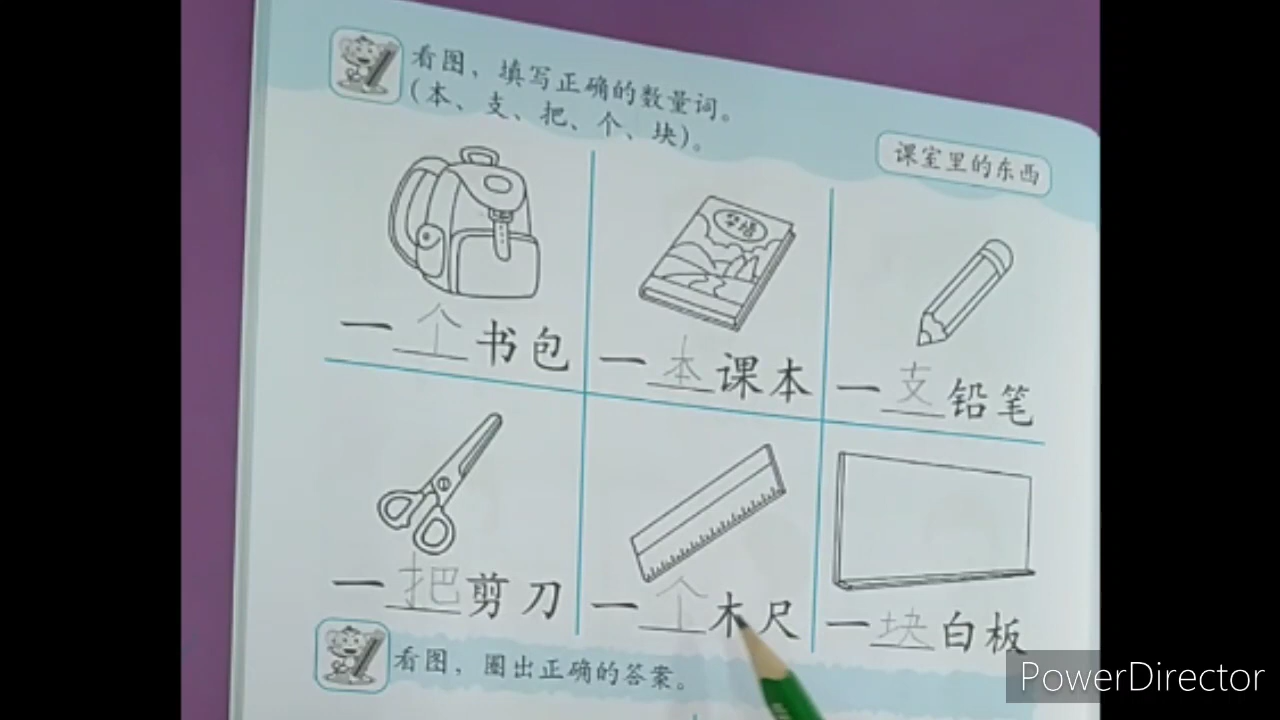 看图，填写正确的数量词。
（本、支、把、个、块）。
课室里的东西
华语
一个书包
一本课本
一支铅笔
一把剪刀
一个木尺
一块白板
看图，圈出正确的答案。
PowerDirector